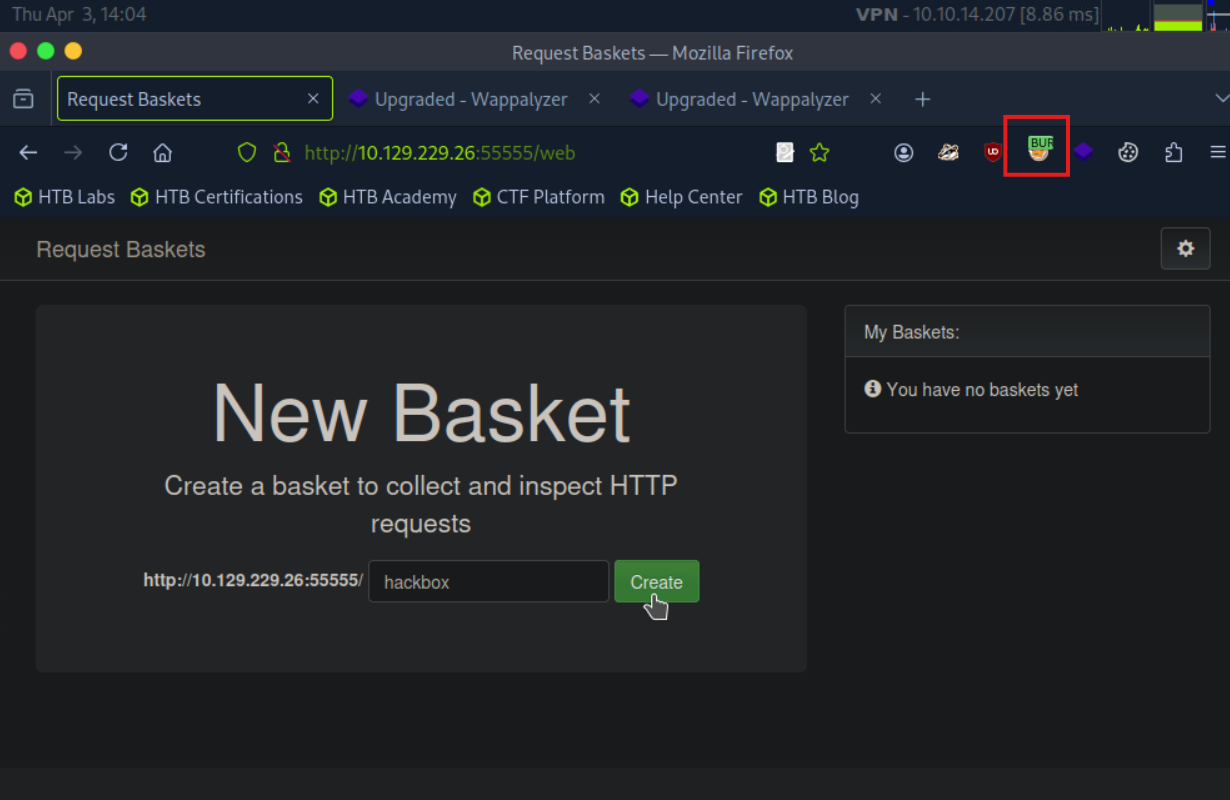 Thu Apr 3, 14:04 VPN - 10.10.14.207 [8.86 ms]
Request Baskets — Mozilla Firefox
Request Baskets Upgraded - Wappalyzer Upgraded - Wappalyzer
http://10.129.229.26:55555/web UD BUR
HTB Labs HTB Certifications HTB Academy CTF Platform Help Center HTB Blog
Request Baskets
My Baskets:
You have no baskets yet
New Basket
Create a basket to collect and inspect HTTP
requests
http://10.129.229.26:55555/ hackbox Create